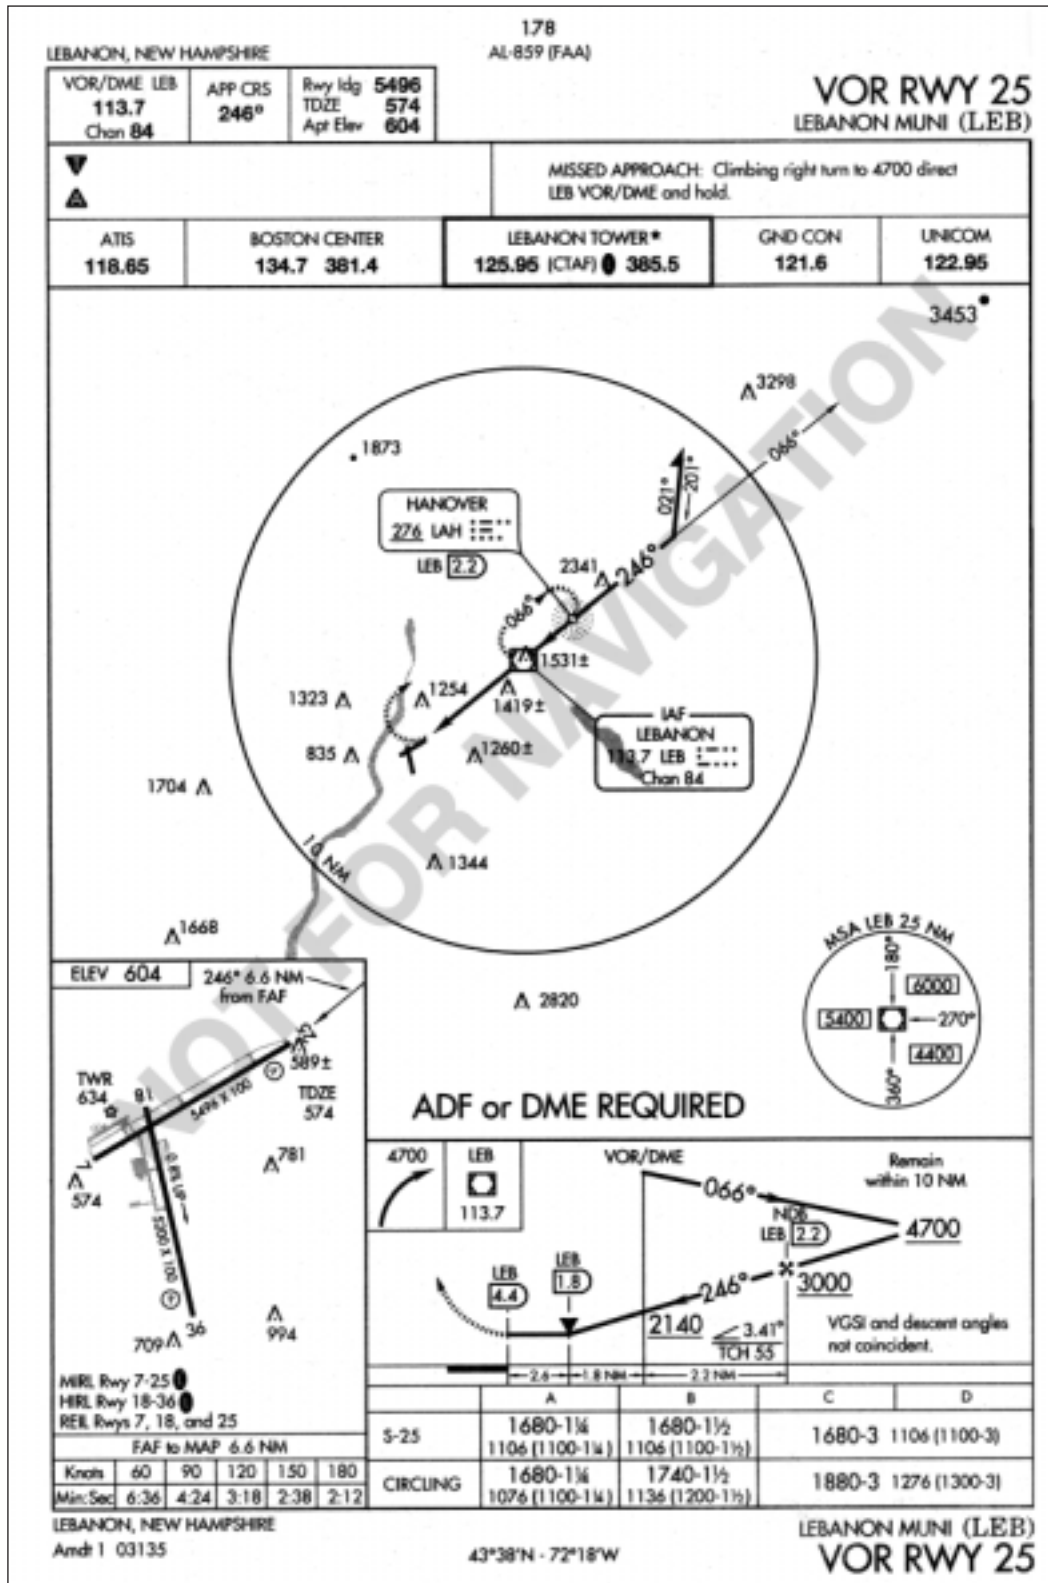 178
LEBANON, NEW HAMPSHIRE
AL-859 (FAA)
VOR/DME LEB
113.7
Chan 84
APP CRS
246°
Rwy ldg 5496
TDZE 574
Apt Elev 604
VOR RWY 25
LEBANON MUNI (LEB)
T
A
MISSED APPROACH: Climbing right turn to 4700 direct
LEB VOR/DME and hold.
ATIS
118.65
BOSTON CENTER
134.7 381.4
LEBANON TOWER*
125.95 (CTAF) 385.5
GND CON
121.6
UNICOM
122.95
NOT FOR NAVIGATION
3453
3298
066°
1873
021°
201°
HANOVER
276 LAH
LEB 2.2
2341
246°
066°
1531±
1323
1254
1419±
IAF
LEBANON
113.7 LEB
Chan 84
835
1260±
1704
10 NM
1344
1668
MSA LEB 25 NM
180°
6000
5400
270°
4400
360°
2820
ELEV 604
246° 6.6 NM
from FAF
25
589±
TDZE
574
TWR
634
18
5496 X 100
0.8% UP
781
7
574
5200 X 100
36
709
994
MIRL Rwy 7-25
HIRL Rwy 18-36
REIL Rwys 7, 18, and 25
FAF to MAP 6.6 NM
Knots 60 90 120 150 180
Min:Sec 6:36 4:24 3:18 2:38 2:12
ADF or DME REQUIRED
4700
LEB
113.7
VOR/DME
Remain
within 10 NM
066°
NDB
LEB 2.2
4700
LEB
4.4
LEB
1.8
246°
3000
2140
3.41°
TCH 55
VGSI and descent angles
not coincident.
2.6
1.8 NM
2.2 NM
A B C D
S-25
1680-1¼
1106 (1100-1¼)
1680-1½
1106 (1100-1½)
1680-3 1106 (1100-3)
CIRCLING
1680-1¼
1076 (1100-1¼)
1740-1½
1136 (1200-1½)
1880-3 1276 (1300-3)
LEBANON, NEW HAMPSHIRE
Amdt 1 03135
43°38'N - 72°18'W
LEBANON MUNI (LEB)
VOR RWY 25